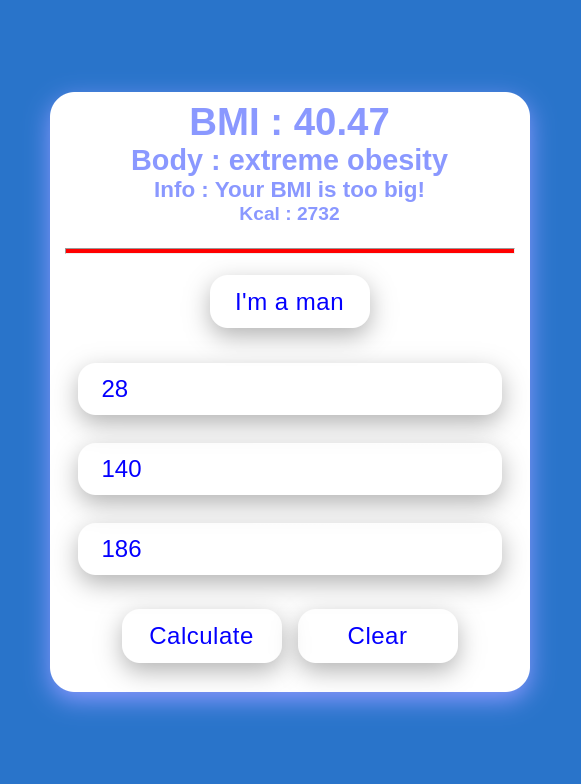 BMI : 40.47
Body : extreme obesity
Info : Your BMI is too big!
Kcal : 2732
I'm a man
28
140
186
Calculate Clear